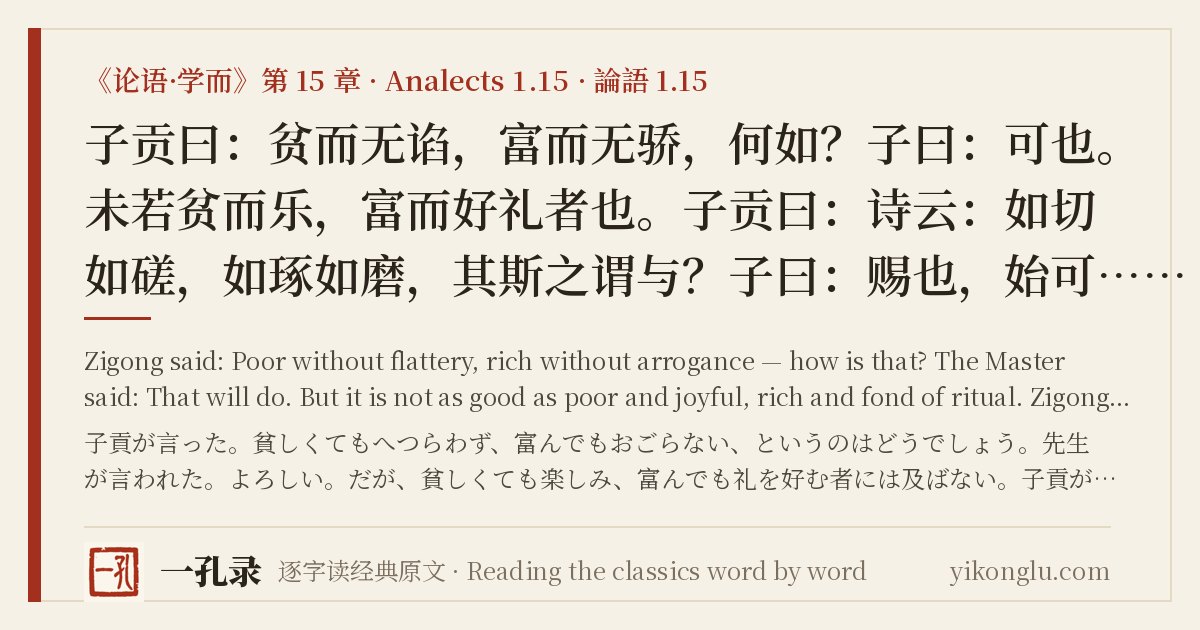 《论语·学而》第 15 章 · Analects 1.15 · 論語 1.15
子贡曰：贫而无谄，富而无骄，何如？子曰：可也。
未若贫而乐，富而好礼者也。子贡曰：诗云：如切
如磋，如琢如磨，其斯之谓与？子曰：赐也，始可……
Zigong said: Poor without flattery, rich without arrogance — how is that? The Master
said: That will do. But it is not as good as poor and joyful, rich and fond of ritual. Zigong…
子貢が言った。貧しくてもへつらわず、富んでもおごらない、というのはどうでしょう。先生
が言われた。よろしい。だが、貧しくても楽しみ、富んでも礼を好む者には及ばない。子貢が…
一孔
一孔录 逐字读经典原文 · Reading the classics word by word yikonglu.com